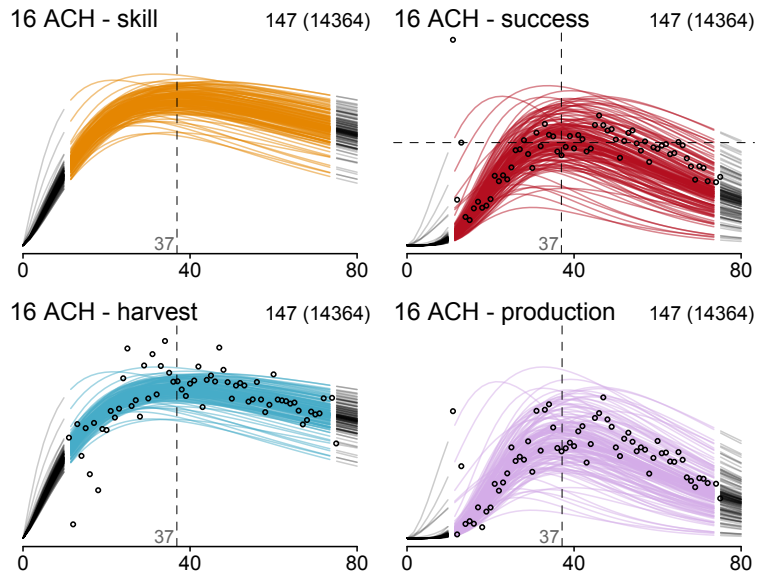 16 ACH - skill 147 (14364)
37
0 40 80
16 ACH - success 147 (14364)
37
0 40 80
16 ACH - harvest 147 (14364)
37
0 40 80
16 ACH - production 147 (14364)
37
0 40 80